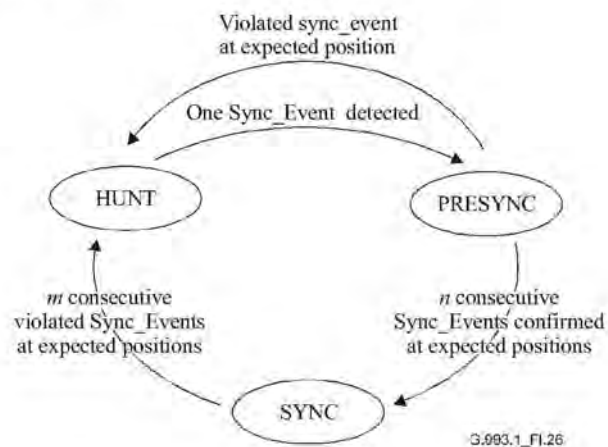 Violated sync_event
at expected position
One Sync_Event detected
HUNT
PRESYNC
m consecutive
violated Sync_Events
at expected positions
n consecutive
Sync_Events confirmed
at expected positions
SYNC
G.993.1_FI.26